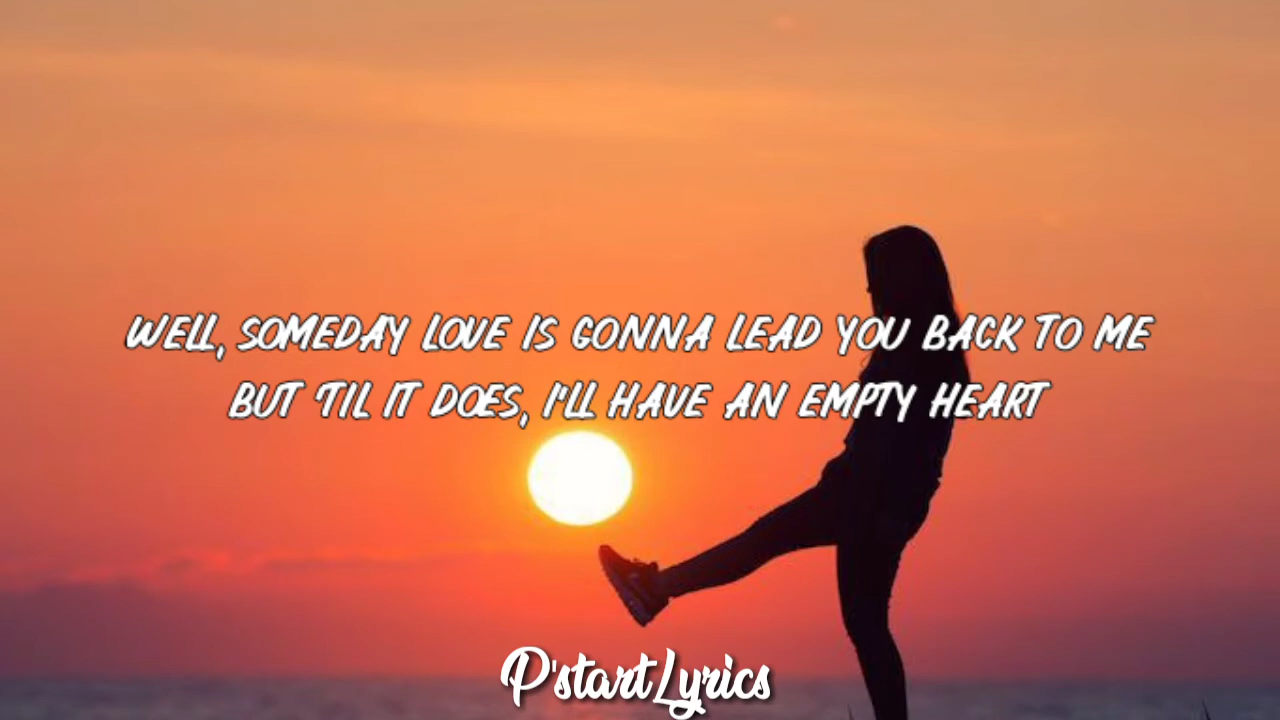 WELL, SOMEDAY LOVE IS GONNA LEAD YOU BACK TO ME
BUT 'TIL IT DOES, I'LL HAVE AN EMPTY HEART
P'startLyrics